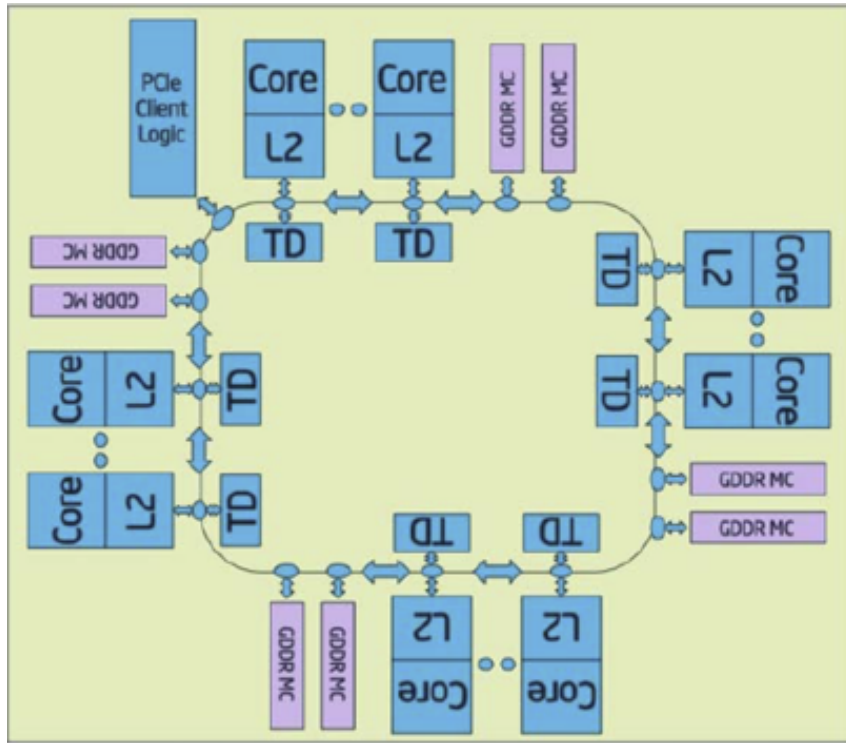 PCIe
Client
Logic
Core
Core
L2
L2
TD
TD
GDDR MC
GDDR MC
TD
L2
Core
TD
L2
Core
GDDR MC
GDDR MC
GDDR MC
GDDR MC
Core
L2
TD
Core
L2
TD
TD
TD
GDDR MC
GDDR MC
L2
L2
Core
Core